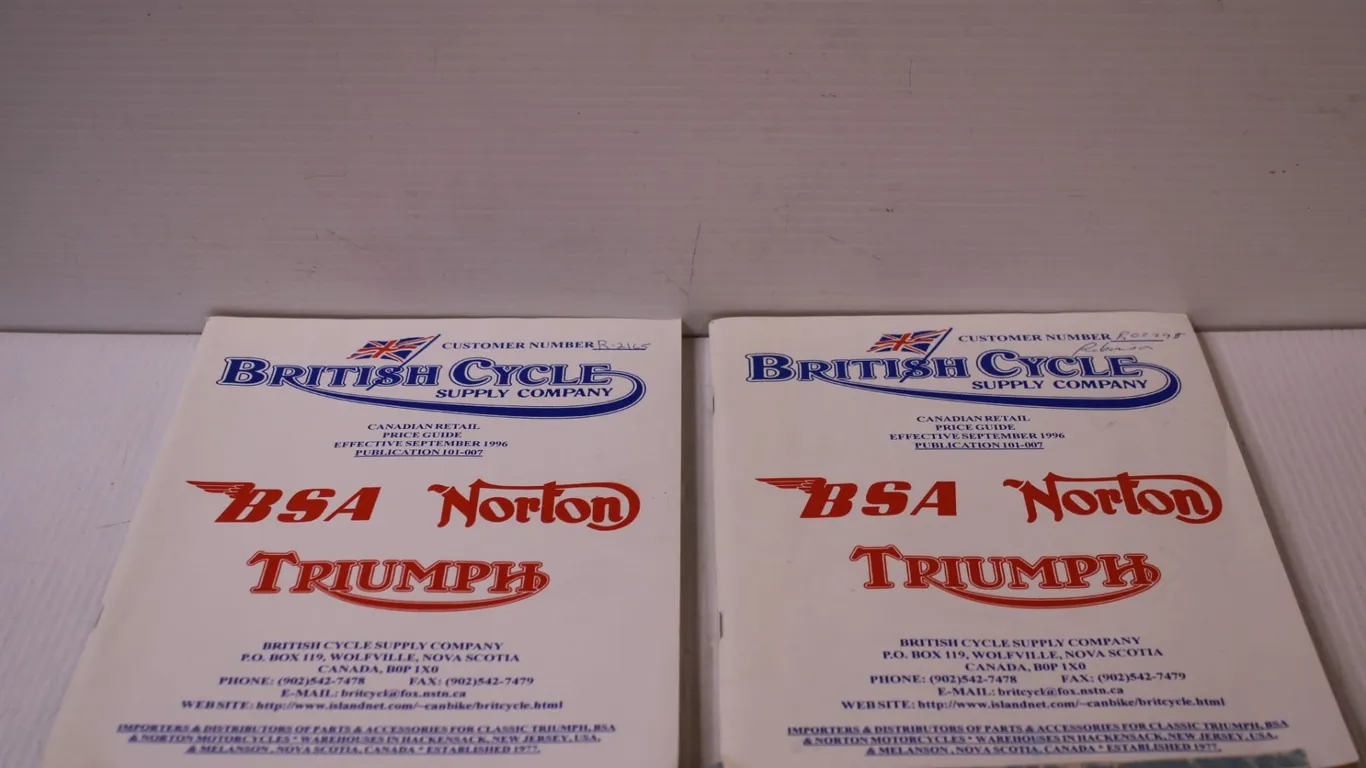 CUSTOMER NUMBER R-2165
BRITISH CYCLE
SUPPLY COMPANY
CANADIAN RETAIL
PRICE GUIDE
EFFECTIVE SEPTEMBER 1996
PUBLICATION 101-007
BSA Norton
TRIUMPH
BRITISH CYCLE SUPPLY COMPANY
P.O. BOX 119, WOLFVILLE, NOVA SCOTIA
CANADA, B0P 1X0
PHONE: (902)542-7478 FAX: (902)542-7479
E-MAIL: britcycl@fox.nstn.ca
WEB SITE: http://www.islandnet.com/~canbike/britcycle.html
IMPORTERS & DISTRIBUTORS OF PARTS & ACCESSORIES FOR CLASSIC TRIUMPH, BSA
& NORTON MOTORCYCLES * WAREHOUSES IN HACKENSACK, NEW JERSEY, USA,
& MELANSON, NOVA SCOTIA, CANADA * ESTABLISHED 1977.
CUSTOMER NUMBER
BRITISH CYCLE
SUPPLY COMPANY
CANADIAN RETAIL
PRICE GUIDE
EFFECTIVE SEPTEMBER 1996
PUBLICATION 101-007
BSA Norton
TRIUMPH
BRITISH CYCLE SUPPLY COMPANY
P.O. BOX 119, WOLFVILLE, NOVA SCOTIA
CANADA, B0P 1X0
PHONE: (902)542-7478 FAX: (902)542-7479
E-MAIL: britcycl@fox.nstn.ca
WEB SITE: http://www.islandnet.com/~canbike/britcycle.html
IMPORTERS & DISTRIBUTORS OF PARTS & ACCESSORIES FOR CLASSIC TRIUMPH, BSA
& NORTON MOTORCYCLES * WAREHOUSES IN HACKENSACK, NEW JERSEY, USA.
& MELANSON, NOVA SCOTIA, CANADA * ESTABLISHED 1977.